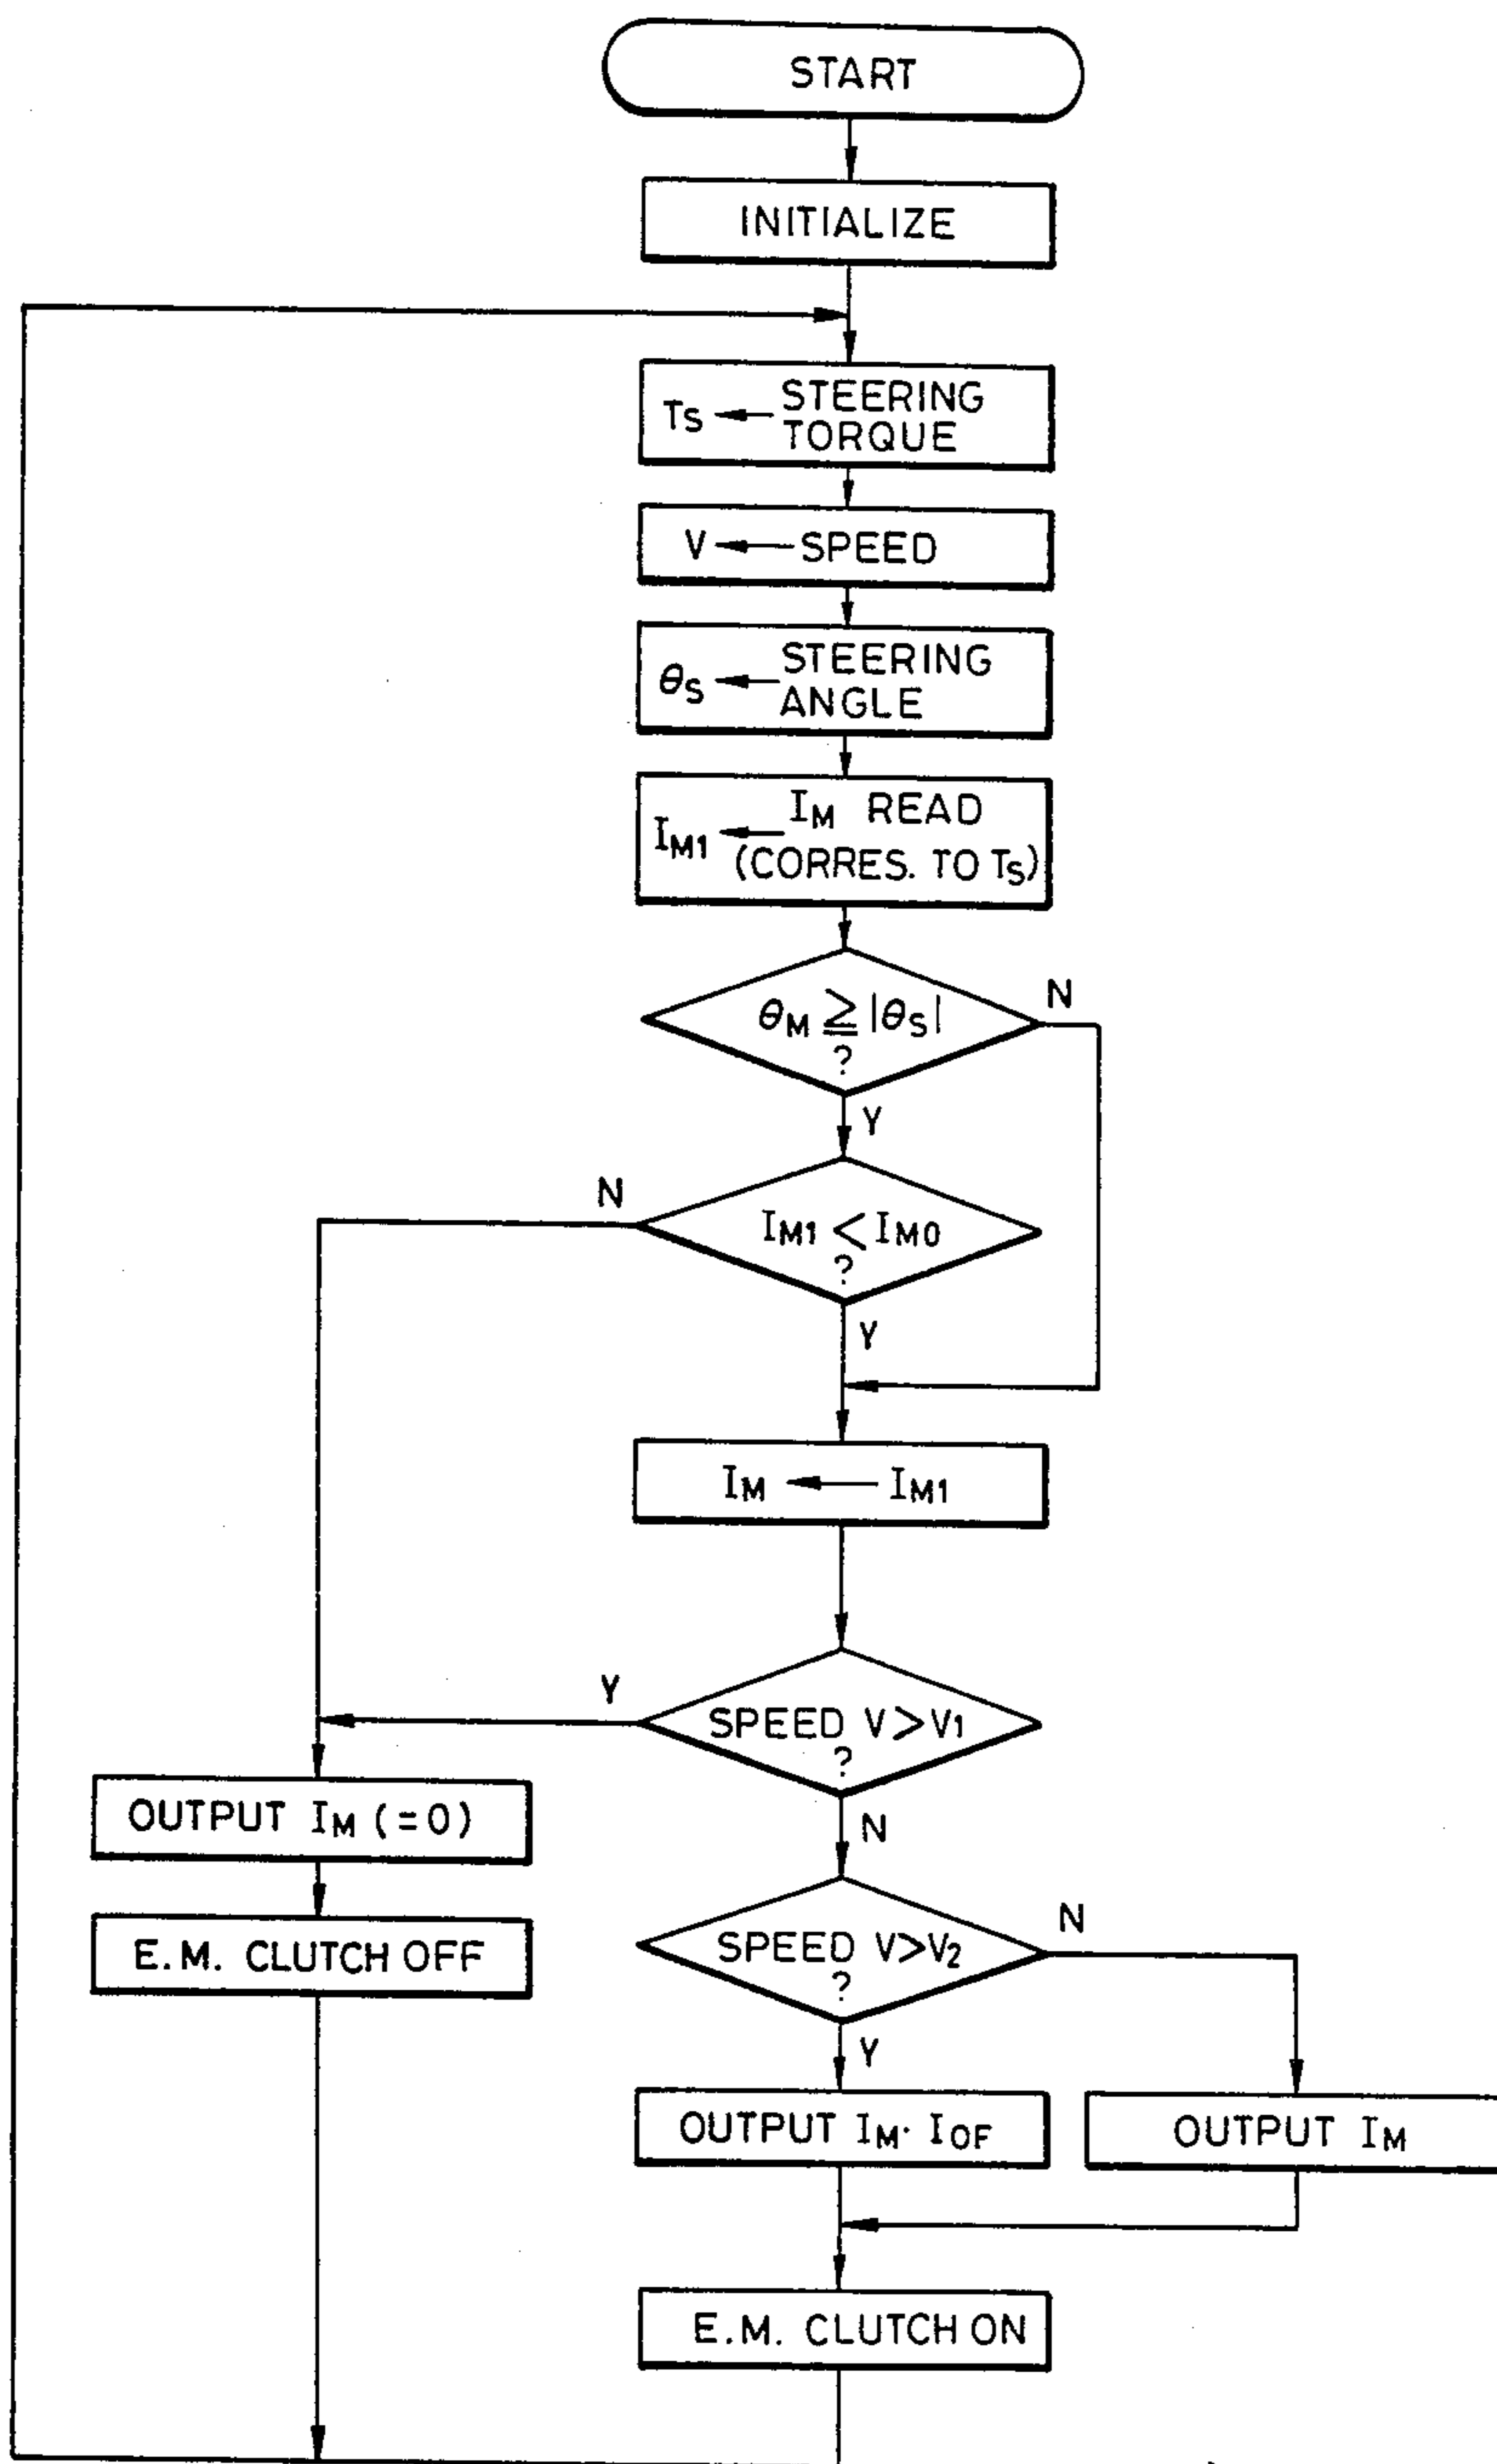 START
INITIALIZE
Ts ← STEERING
TORQUE
V ← SPEED
θS ← STEERING
ANGLE
IM1 ← IM READ
(CORRES. TO TS)
θM ≧ |θS|
?
N
Y
IM1 < IM0
?
N
Y
IM ← IM1
SPEED V > V1
?
Y
N
OUTPUT IM (=0)
E.M. CLUTCH OFF
SPEED V>V2
?
N
Y
OUTPUT IM· IOF
OUTPUT IM
E.M. CLUTCH ON